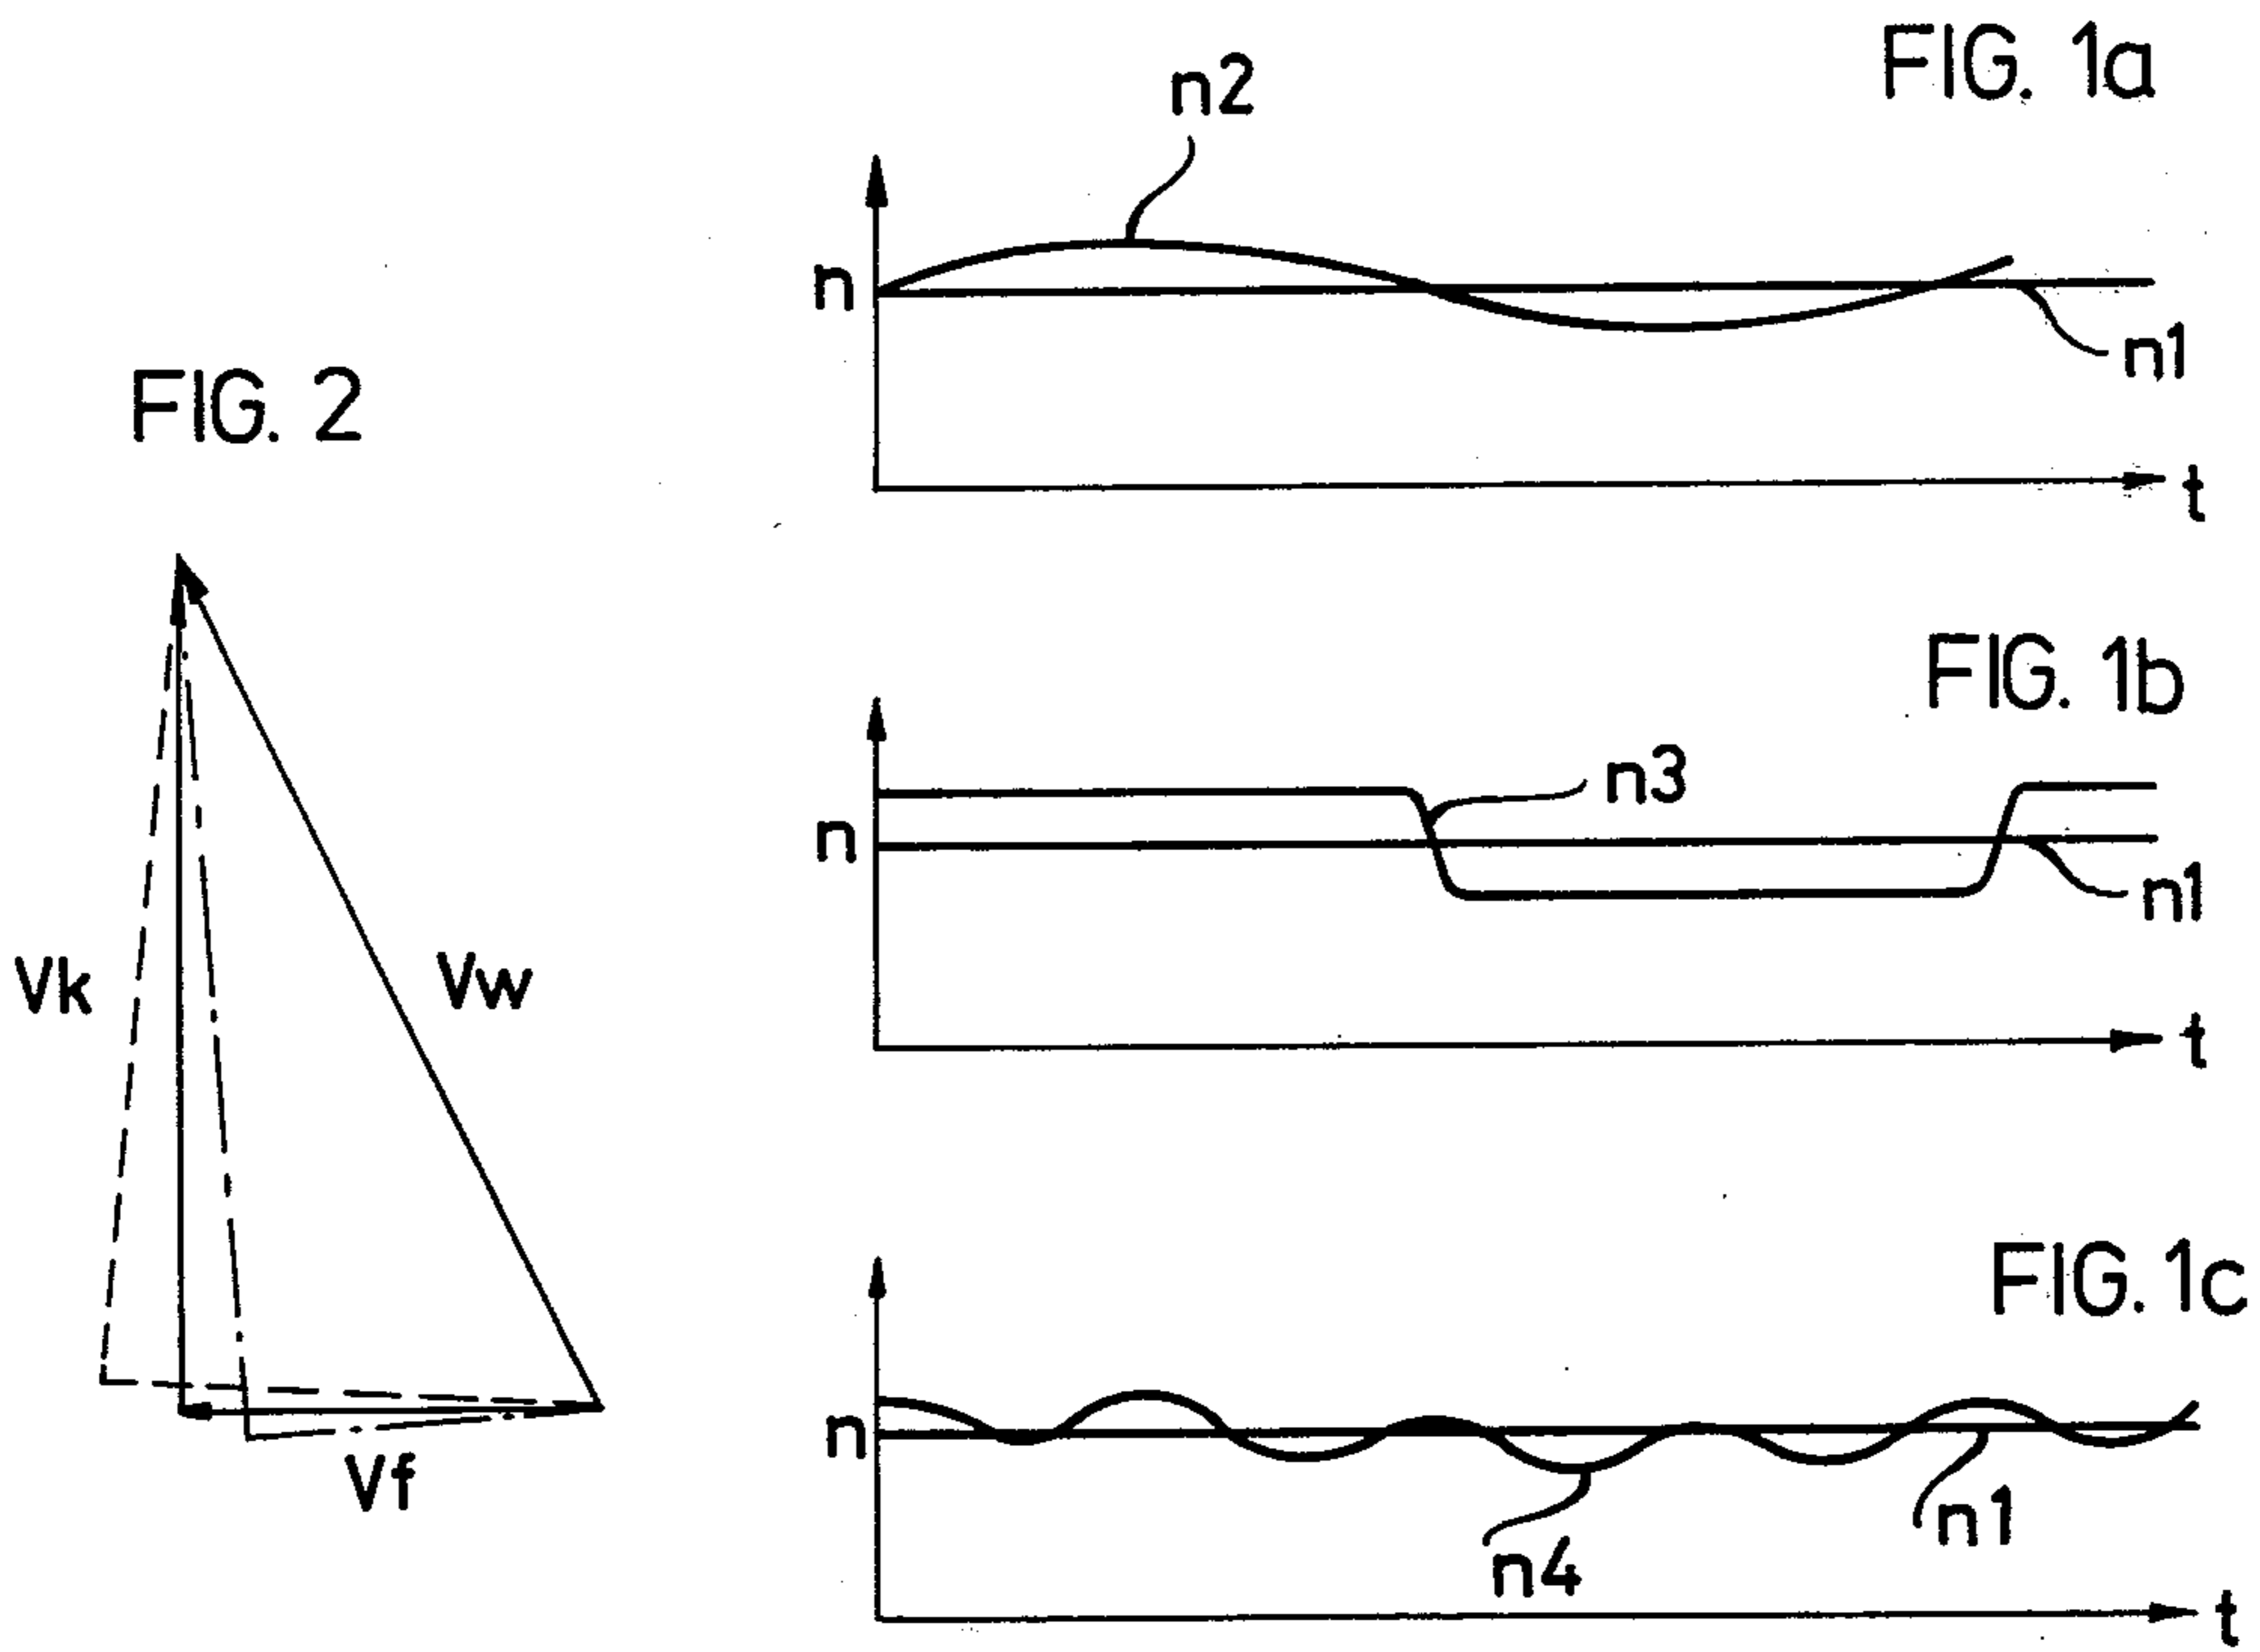 FIG. 1a
n2
n
n1
t
FIG. 2
Vk
Vw
Vf
FIG. 1b
n3
n
n1
t
FIG. 1c
n
n4
n1
t